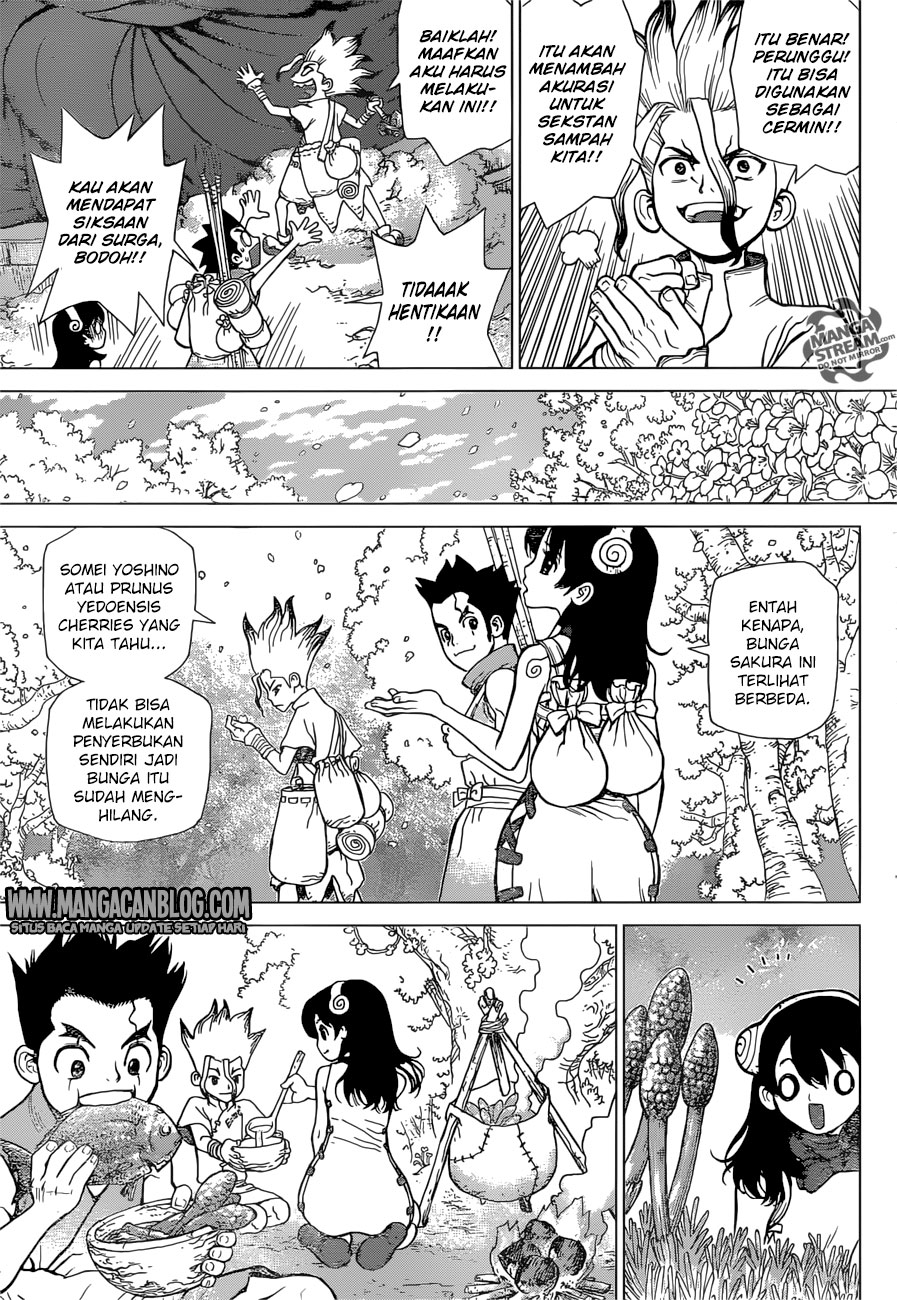 ITU BENAR!
PERUNGGU!
ITU BISA
DIGUNAKAN
SEBAGAI
CERMIN!!
ITU AKAN
MENAMBAH
AKURASI
UNTUK
SEKSTAN
SAMPAH
KITA!!
MANGA
STREAM.com
DO NOT MIRROR
BAIKLAH!
MAAFKAN
AKU HARUS
MELAKU-
KAN INI!!
TIDAAAK
HENTIKAAN
!!
KAU AKAN
MENDAPAT
SIKSAAN
DARI SURGA,
BODOH!!
ENTAH
KENAPA,
BUNGA
SAKURA INI
TERLIHAT
BERBEDA.
SOMEI YOSHINO
ATAU PRUNUS
YEDOENSIS
CHERRIES YANG
KITA TAHU...
TIDAK BISA
MELAKUKAN
PENYERBUKAN
SENDIRI JADI
BUNGA ITU
SUDAH MENG-
HILANG.
WWW.MANGACANBLOG.COM
SITUS BACA MANGA UPDATE SETIAP HARI